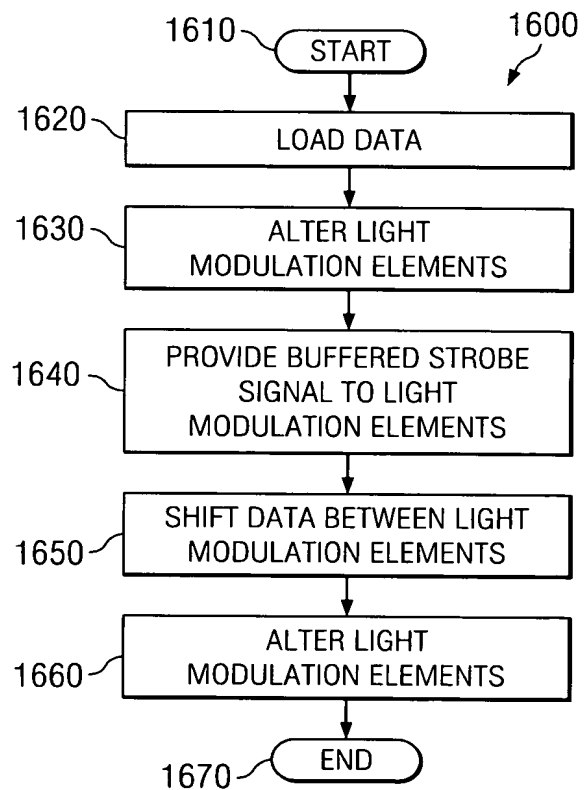 1610
START
1600
1620
LOAD DATA
1630
ALTER LIGHT
MODULATION ELEMENTS
1640
PROVIDE BUFFERED STROBE
SIGNAL TO LIGHT
MODULATION ELEMENTS
1650
SHIFT DATA BETWEEN LIGHT
MODULATION ELEMENTS
1660
ALTER LIGHT
MODULATION ELEMENTS
1670
END